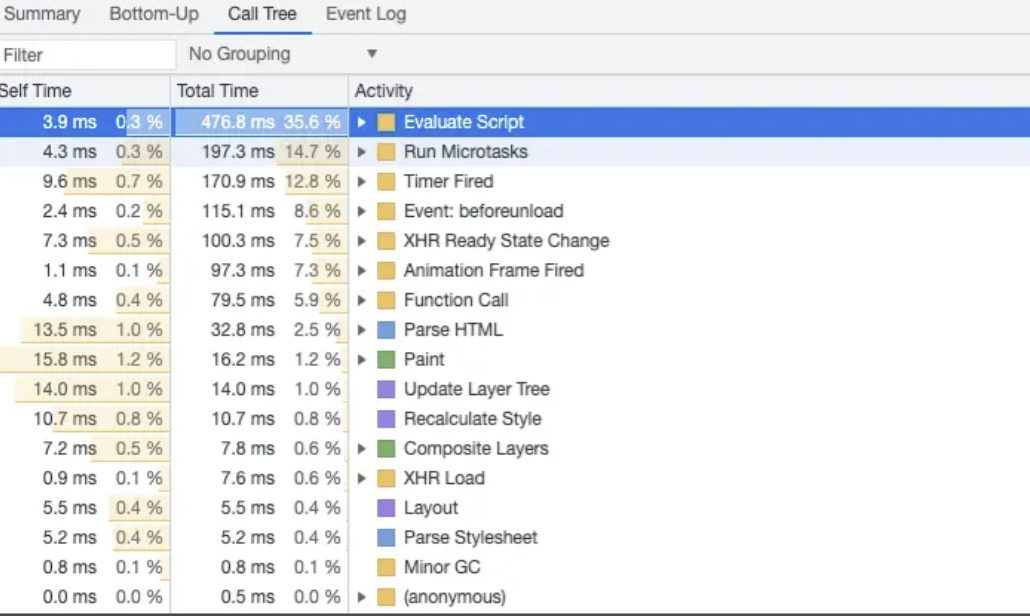 Summary Bottom-Up Call Tree Event Log
Filter No Grouping ▼
Self Time Total Time Activity
3.9 ms 0.3 % 476.8 ms 35.6 % Evaluate Script
4.3 ms 0.3 % 197.3 ms 14.7 % Run Microtasks
9.6 ms 0.7 % 170.9 ms 12.8 % Timer Fired
2.4 ms 0.2 % 115.1 ms 8.6 % Event: beforeunload
7.3 ms 0.5 % 100.3 ms 7.5 % XHR Ready State Change
1.1 ms 0.1 % 97.3 ms 7.3 % Animation Frame Fired
4.8 ms 0.4 % 79.5 ms 5.9 % Function Call
13.5 ms 1.0 % 32.8 ms 2.5 % Parse HTML
15.8 ms 1.2 % 16.2 ms 1.2 % Paint
14.0 ms 1.0 % 14.0 ms 1.0 % Update Layer Tree
10.7 ms 0.8 % 10.7 ms 0.8 % Recalculate Style
7.2 ms 0.5 % 7.8 ms 0.6 % Composite Layers
0.9 ms 0.1 % 7.6 ms 0.6 % XHR Load
5.5 ms 0.4 % 5.5 ms 0.4 % Layout
5.2 ms 0.4 % 5.2 ms 0.4 % Parse Stylesheet
0.8 ms 0.1 % 0.8 ms 0.1 % Minor GC
0.0 ms 0.0 % 0.5 ms 0.0 % (anonymous)